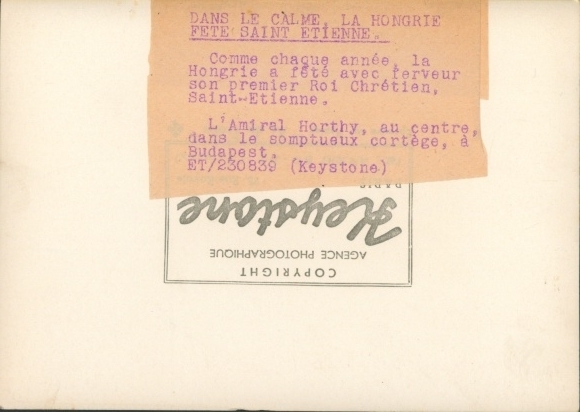 DANS LE CALME, LA HONGRIE
FETE SAINT ETIENNE.
Comme chaque année, la
Hongrie a fêté avec ferveur
son premier Roi Chrétien,
Saint-Etienne.
L'Amiral Horthy, au centre,
dans le somptueux cortège, à
Budapest.
ET/230839 (Keystone)
COPYRIGHT
AGENCE PHOTOGRAPHIQUE
Keystone
PARIS